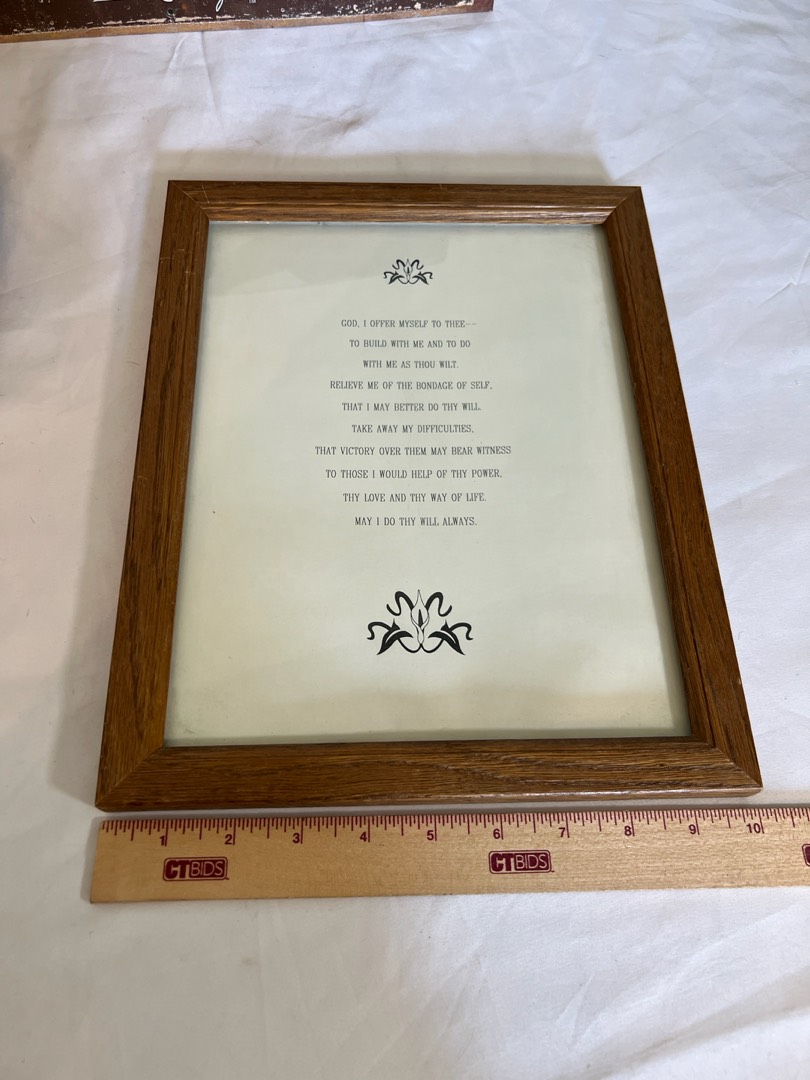 GOD, I OFFER MYSELF TO THEE--
TO BUILD WITH ME AND TO DO
WITH ME AS THOU WILT.
RELIEVE ME OF THE BONDAGE OF SELF,
THAT I MAY BETTER DO THY WILL.
TAKE AWAY MY DIFFICULTIES,
THAT VICTORY OVER THEM MAY BEAR WITNESS
TO THOSE I WOULD HELP OF THY POWER,
THY LOVE AND THY WAY OF LIFE.
MAY I DO THY WILL ALWAYS.
1 2 3 4 5 6 7 8 9 10
CTBIDS CTBIDS